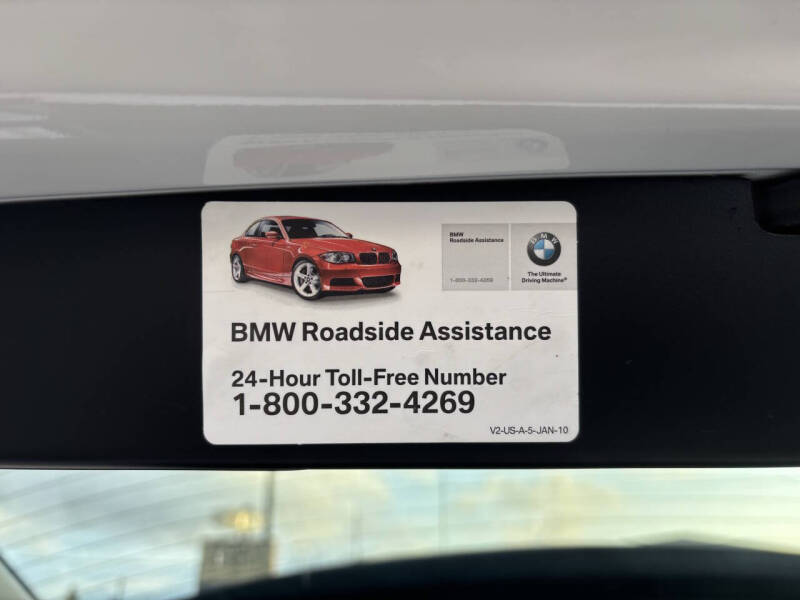 BMW
Roadside Assistance
1-800-332-4269
BMW
The Ultimate
Driving Machine®
BMW Roadside Assistance
24-Hour Toll-Free Number
1-800-332-4269
V2-US-A-5-JAN-10